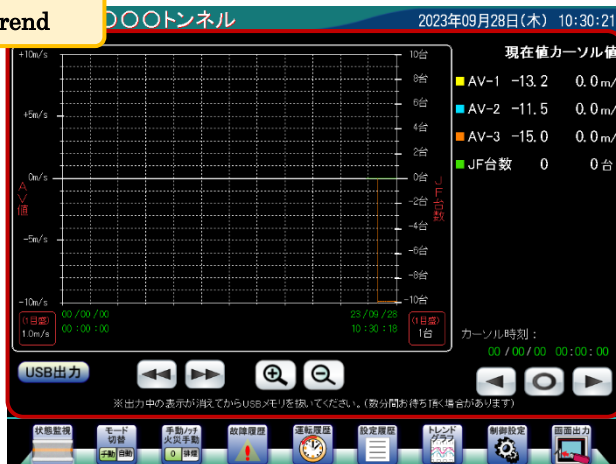 rend
〇〇〇トンネル
2023年09月28日(木) 10:30:21
現在値カーソル値
AV-1 -13.2 0.0m/
AV-2 -11.5 0.0m/
AV-3 -15.0 0.0m/
JF台数 0 0台
+10m/s
+5m/s
0m/s
-5m/s
-10m/s
AV値
10台
8台
6台
4台
2台
0台
-2台
-4台
-6台
-8台
-10台
JF台数
(1目盛)
1.0m/s
00/00/00
00:00:00
23/09/28
10:30:18
(1目盛)
1台
カーソル時刻:
00/00/00 00:00:00
USB出力
※出力中の表示が消えてからUSBメモリを抜いてください。(数分間お待ち頂く場合があります)
状態監視
モード
切替
手動 自動
手動/ナイ
火災手動
0 排煙
故障履歴
運転履歴
設定履歴
トレンド
グラフ
制御設定
画面出力